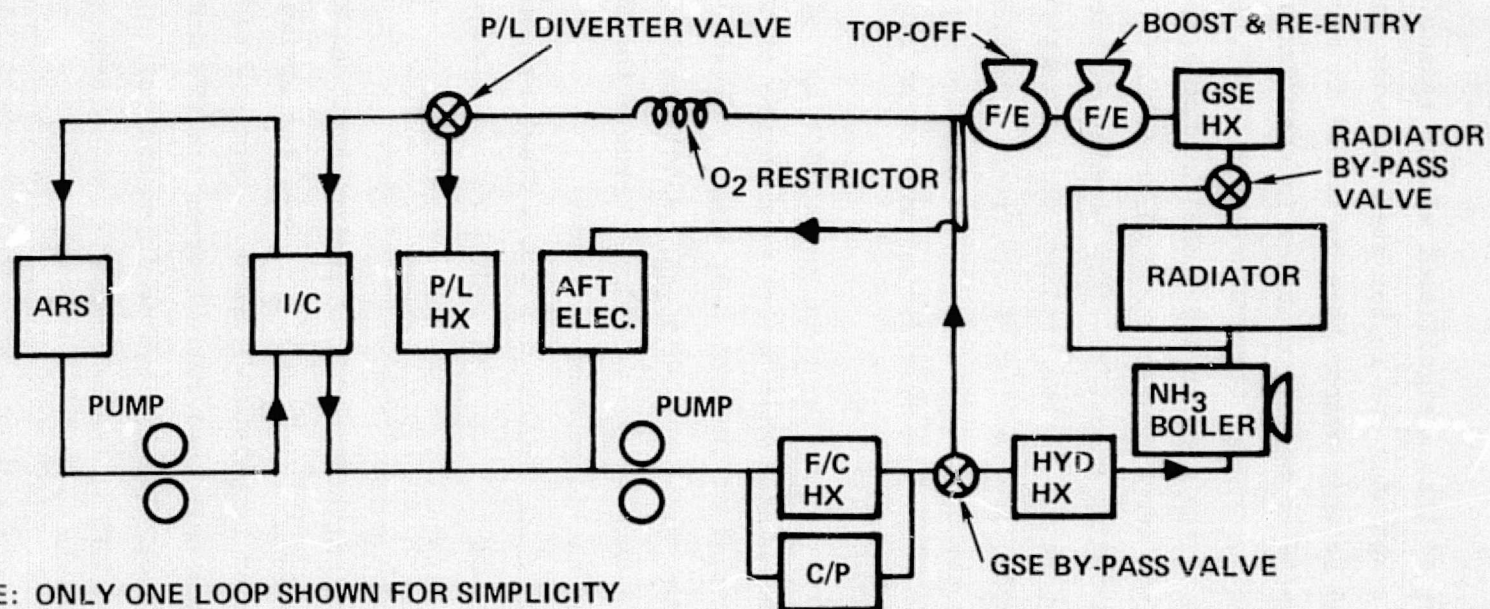 P/L DIVERTER VALVE
TOP-OFF
BOOST & RE-ENTRY
F/E
F/E
GSE
HX
RADIATOR
BY-PASS
VALVE
O2 RESTRICTOR
ARS
I/C
P/L
HX
AFT
ELEC.
RADIATOR
PUMP
PUMP
NH3
BOILER
F/C
HX
HYD
HX
C/P
GSE BY-PASS VALVE
E: ONLY ONE LOOP SHOWN FOR SIMPLICITY